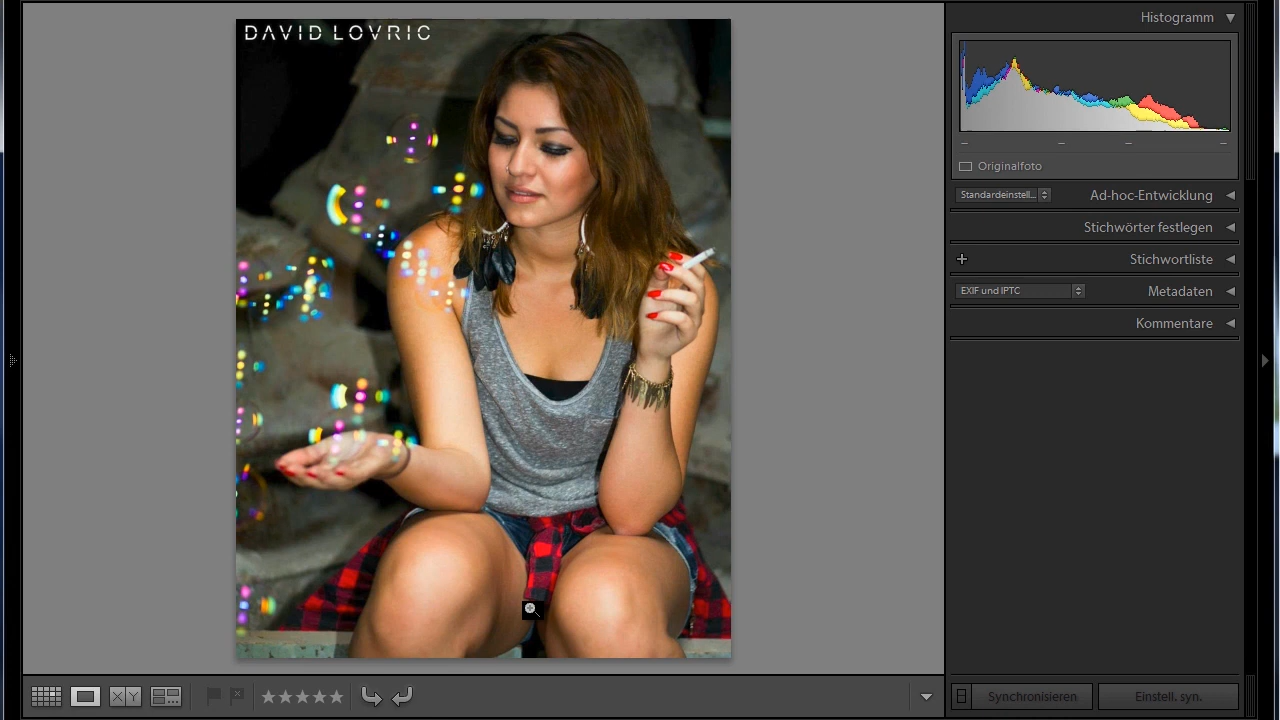 DAVID LOVRIC
Histogramm
Originalfoto
Standardeinstell...
Ad-hoc-Entwicklung
Stichwörter festlegen
Stichwortliste
EXIF und IPTC
Metadaten
Kommentare
XY
Synchronisieren
Einstell. syn.